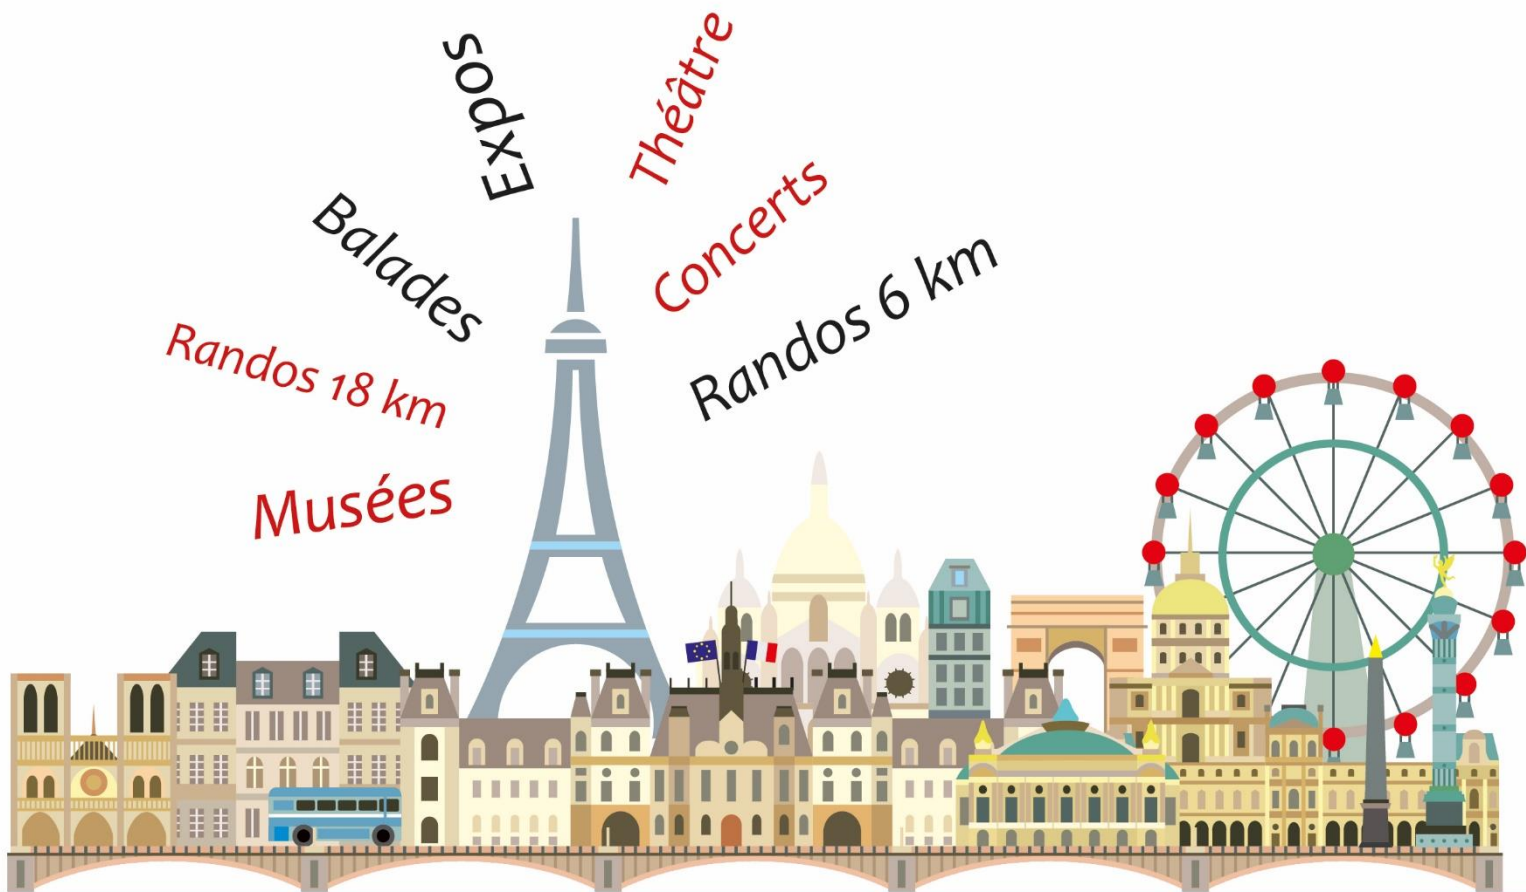 Expos
Théâtre
Balades
Concerts
Randos 18 km
Randos 6 km
Musées